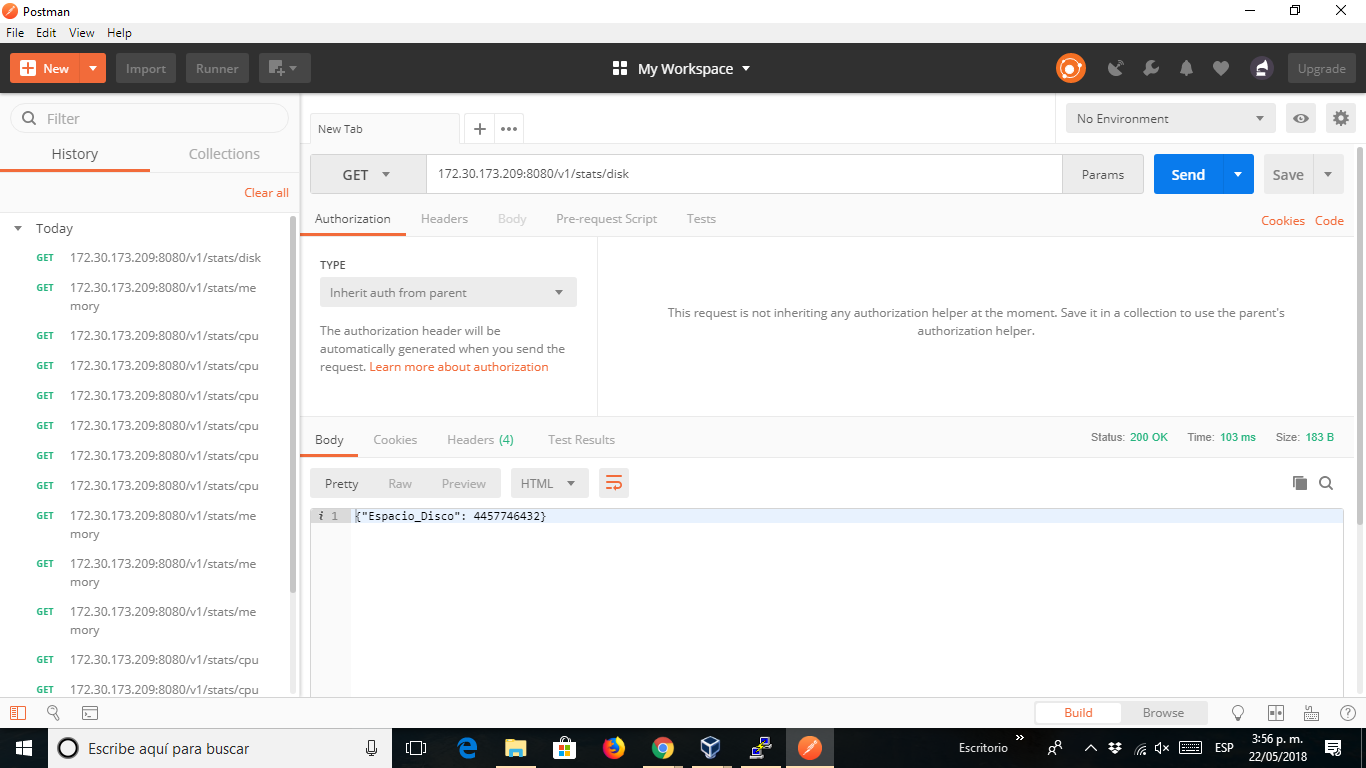 Postman
File Edit View Help
New Import Runner My Workspace Upgrade
Filter
History Collections
Clear all
Today
GET 172.30.173.209:8080/v1/stats/disk
GET 172.30.173.209:8080/v1/stats/me
mory
GET 172.30.173.209:8080/v1/stats/cpu
GET 172.30.173.209:8080/v1/stats/cpu
GET 172.30.173.209:8080/v1/stats/cpu
GET 172.30.173.209:8080/v1/stats/cpu
GET 172.30.173.209:8080/v1/stats/cpu
GET 172.30.173.209:8080/v1/stats/cpu
GET 172.30.173.209:8080/v1/stats/me
mory
GET 172.30.173.209:8080/v1/stats/me
mory
GET 172.30.173.209:8080/v1/stats/me
mory
GET 172.30.173.209:8080/v1/stats/cpu
GET 172.30.173.209:8080/v1/stats/cpu
New Tab
No Environment
GET 172.30.173.209:8080/v1/stats/disk Params Send Save
Authorization Headers Body Pre-request Script Tests Cookies Code
TYPE
Inherit auth from parent
The authorization header will be
automatically generated when you send the
request. Learn more about authorization
This request is not inheriting any authorization helper at the moment. Save it in a collection to use the parent's
authorization helper.
Body Cookies Headers (4) Test Results Status: 200 OK Time: 103 ms Size: 183 B
Pretty Raw Preview HTML
i 1 {"Espacio_Disco": 4457746432}
Build Browse
Escribe aquí para buscar
Escritorio
ESP
3:56 p. m.
22/05/2018